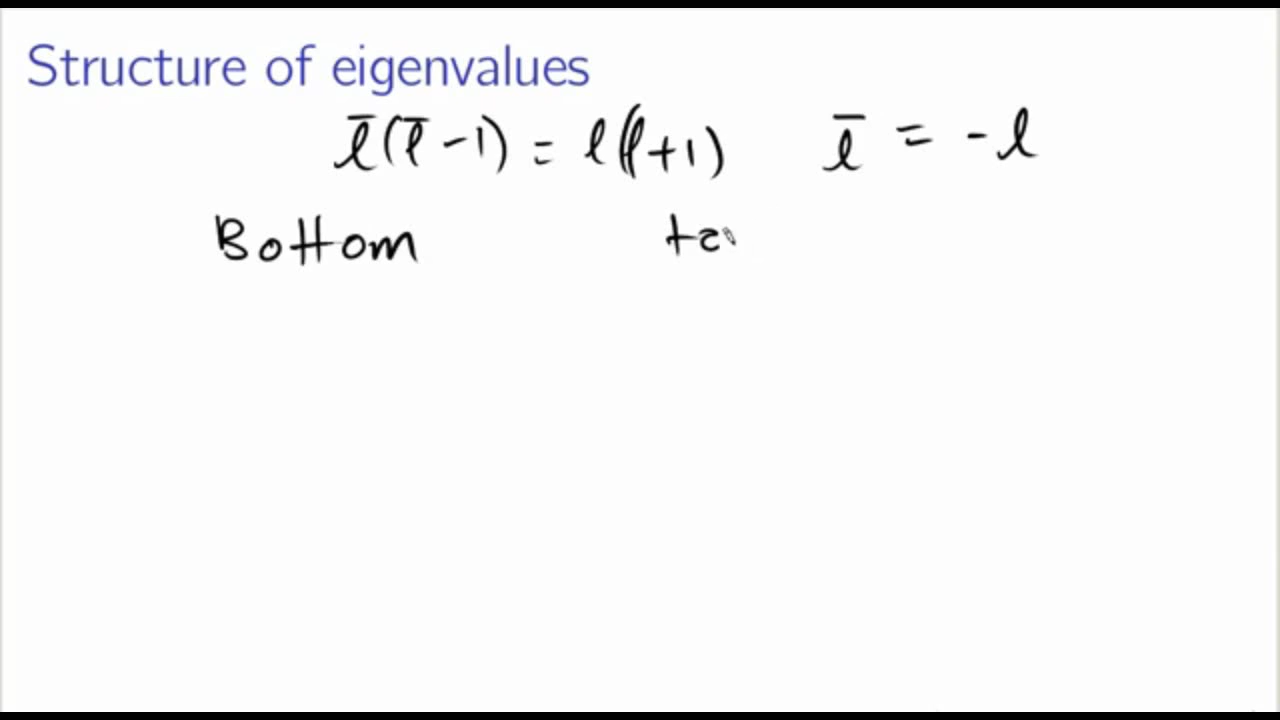 Structure of eigenvalues
l̄(l̄ -1) = l(l+1) l̄ = -l
Bottom